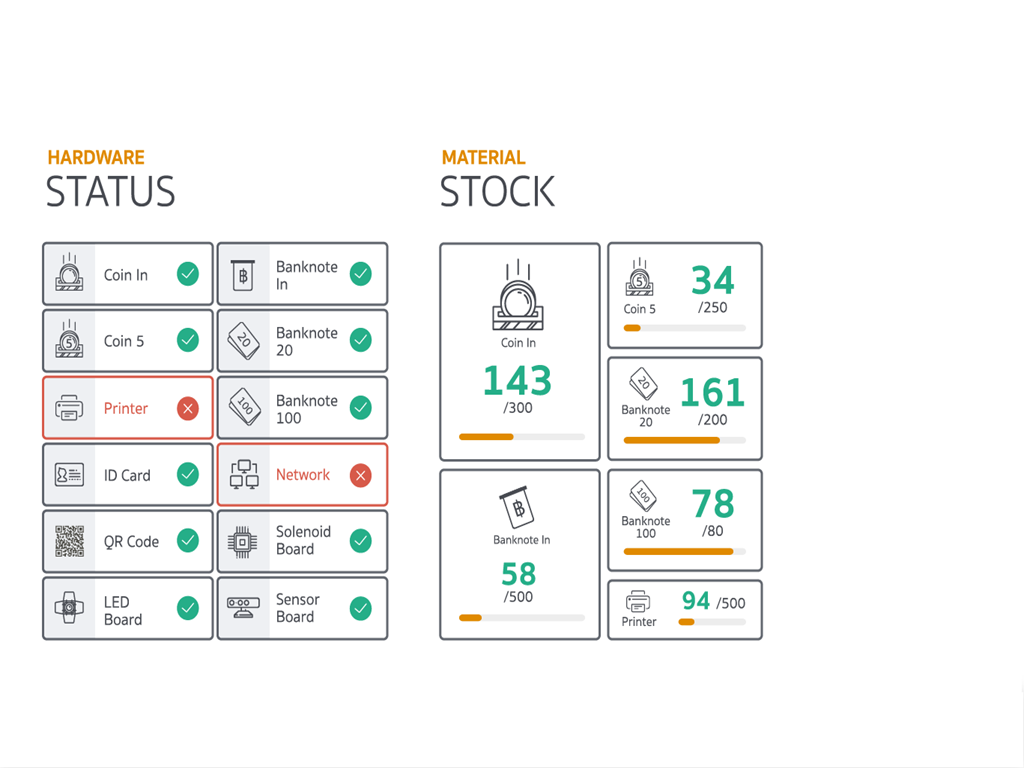 HARDWARE
STATUS
Coin In
Banknote
In
Coin 5
Banknote
20
Printer
Banknote
100
ID Card
Network
QR Code
Solenoid
Board
LED
Board
Sensor
Board
MATERIAL
STOCK
Coin In
143
/300
5
Coin 5
34
/250
20
Banknote
20
161
/200
฿
Banknote In
58
/500
100
Banknote
100
78
/80
Printer
94 /500